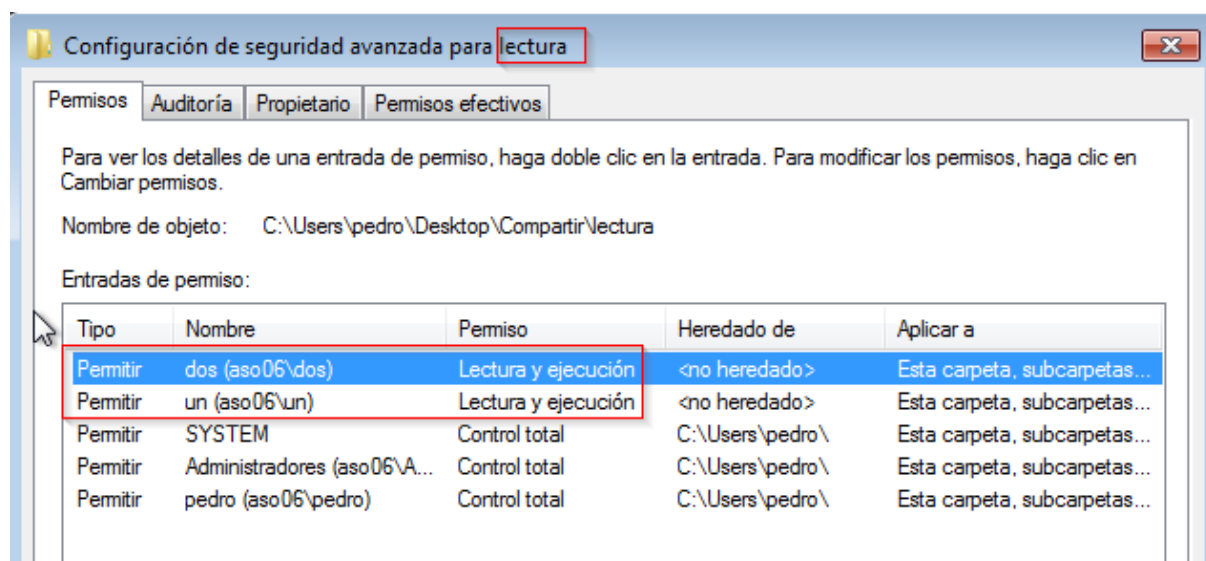 Configuración de seguridad avanzada para lectura
Permisos Auditoría Propietario Permisos efectivos
Para ver los detalles de una entrada de permiso, haga doble clic en la entrada. Para modificar los permisos, haga clic en
Cambiar permisos.
Nombre de objeto: C:\Users\pedro\Desktop\Compartir\lectura
Entradas de permiso:
Tipo Nombre Permiso Heredado de Aplicar a
Permitir dos (aso06\dos) Lectura y ejecución <no heredado> Esta carpeta, subcarpetas...
Permitir un (aso06\un) Lectura y ejecución <no heredado> Esta carpeta, subcarpetas...
Permitir SYSTEM Control total C:\Users\pedro\ Esta carpeta, subcarpetas...
Permitir Administradores (aso06\A... Control total C:\Users\pedro\ Esta carpeta, subcarpetas...
Permitir pedro (aso06\pedro) Control total C:\Users\pedro\ Esta carpeta, subcarpetas...